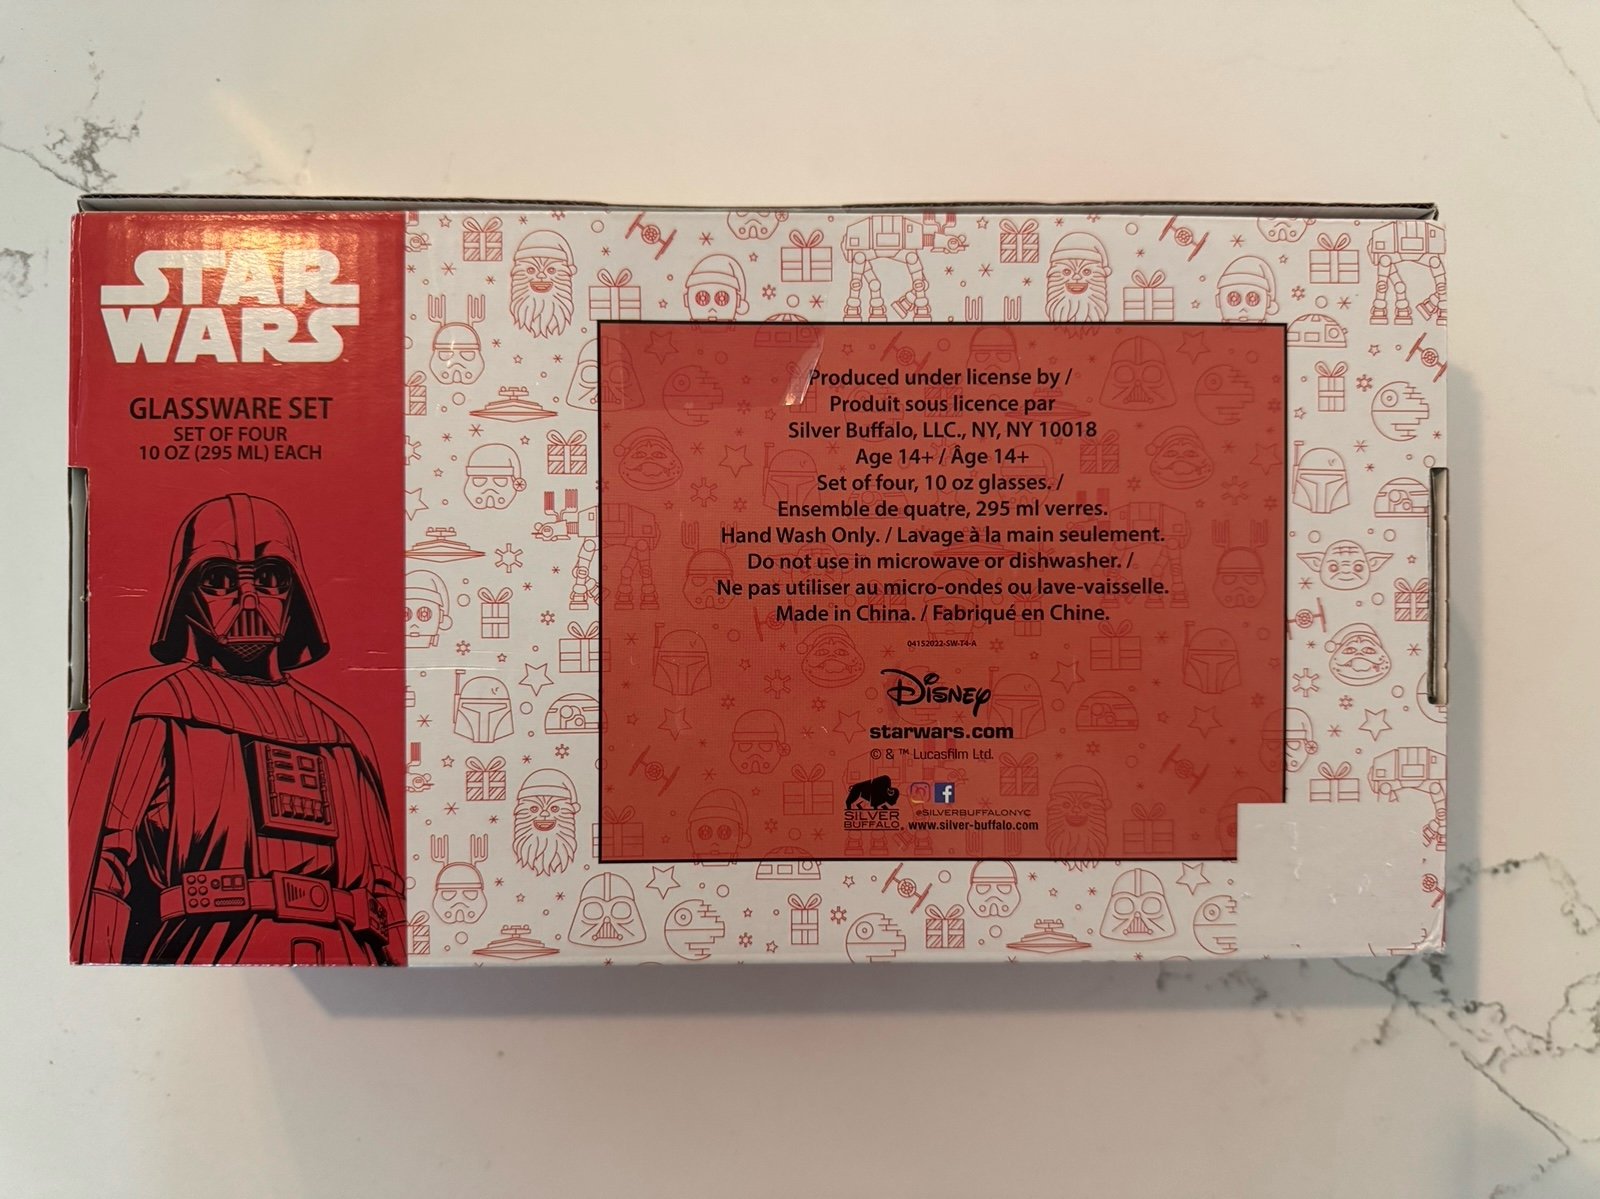 STAR
WARS
GLASSWARE SET
SET OF FOUR
10 OZ (295 ML) EACH
Produced under license by /
Produit sous licence par
Silver Buffalo, LLC., NY, NY 10018
Age 14+ / Âge 14+
Set of four, 10 oz glasses. /
Ensemble de quatre, 295 ml verres.
Hand Wash Only. / Lavage à la main seulement.
Do not use in microwave or dishwasher. /
Ne pas utiliser au micro-ondes ou lave-vaisselle.
Made in China. / Fabriqué en Chine.
04152022-SW-T4-A
Disney
starwars.com
© & ™ Lucasfilm Ltd.
SILVER
BUFFALO
@SILVERBUFFALONYC
www.silver-buffalo.com